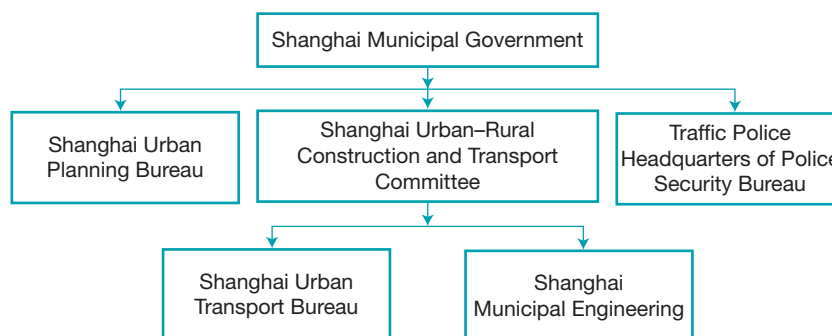 Shanghai Municipal Government
Shanghai Urban
Planning Bureau
Shanghai Urban–Rural
Construction and Transport
Committee
Traffic Police
Headquarters of Police
Security Bureau
Shanghai Urban
Transport Bureau
Shanghai
Municipal Engineering